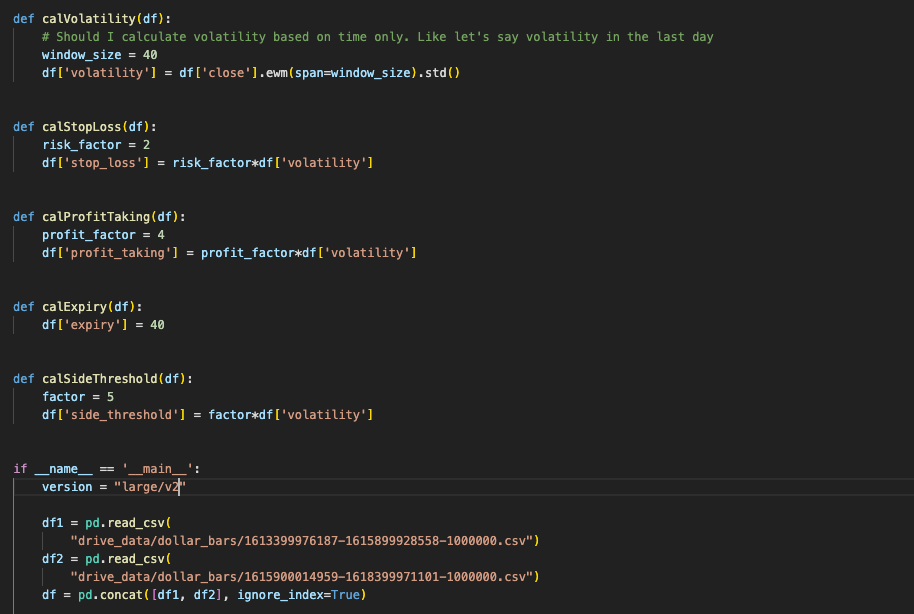 def calVolatility(df):
    # Should I calculate volatility based on time only. Like let's say volatility in the last day
    window_size = 40
    df['volatility'] = df['close'].ewm(span=window_size).std()
def calStopLoss(df):
    risk_factor = 2
    df['stop_loss'] = risk_factor*df['volatility']
def calProfitTaking(df):
    profit_factor = 4
    df['profit_taking'] = profit_factor*df['volatility']
def calExpiry(df):
    df['expiry'] = 40
def calSideThreshold(df):
    factor = 5
    df['side_threshold'] = factor*df['volatility']
if __name__ == '__main__':
    version = "large/v2"
    df1 = pd.read_csv(
        "drive_data/dollar_bars/1613399976187-1615899928558-1000000.csv")
    df2 = pd.read_csv(
        "drive_data/dollar_bars/1615900014959-1618399971101-1000000.csv")
    df = pd.concat([df1, df2], ignore_index=True)